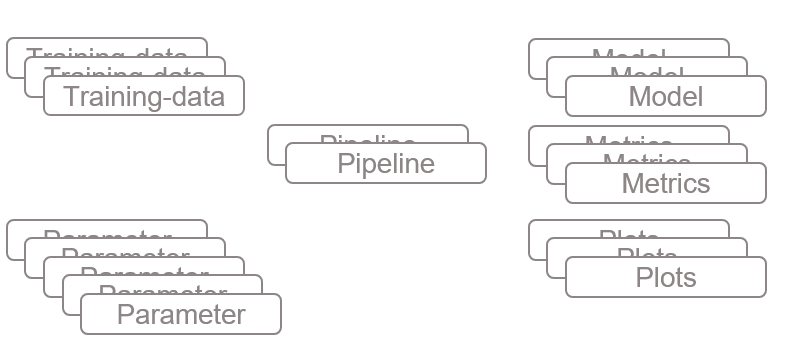 Training-data
Training-data
Training-data
Model
Model
Model
Pipeline
Pipeline
Metrics
Metrics
Metrics
Parameter
Parameter
Parameter
Parameter
Parameter
Plots
Plots
Plots